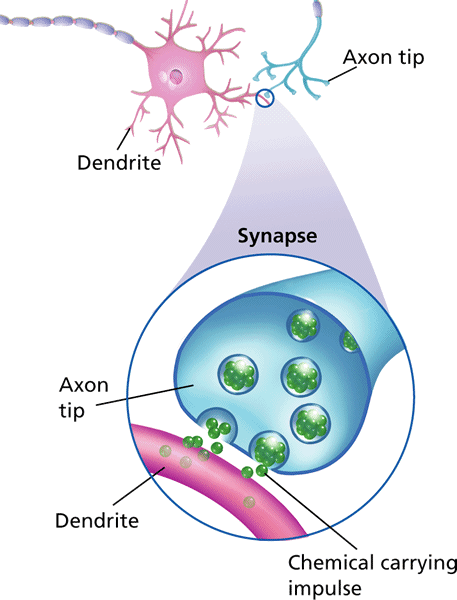 Axon tip
Dendrite
Synapse
Axon
tip
Dendrite
Chemical carrying
impulse